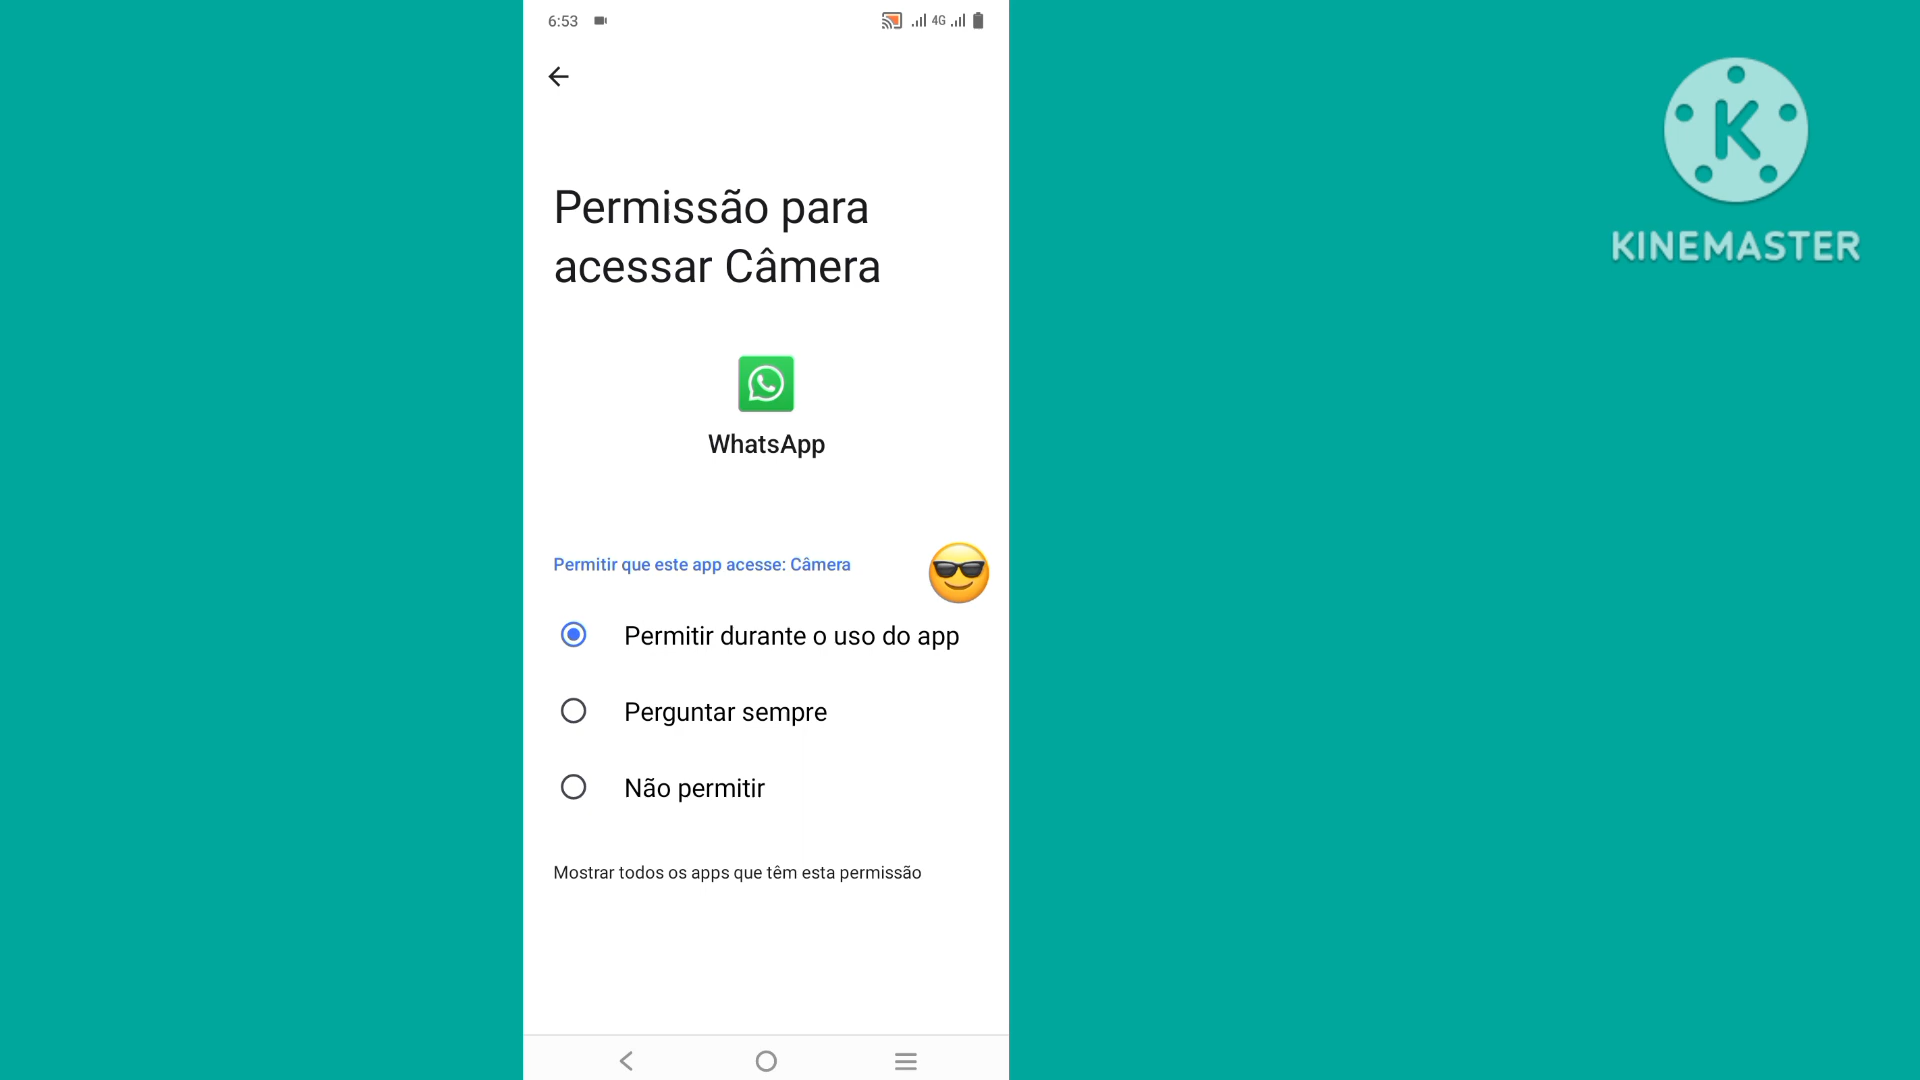 6:53
4G
Permissão para
acessar Câmera
WhatsApp
Permitir que este app acesse: Câmera
Permitir durante o uso do app
Perguntar sempre
Não permitir
Mostrar todos os apps que têm esta permissão
K
KINEMASTER